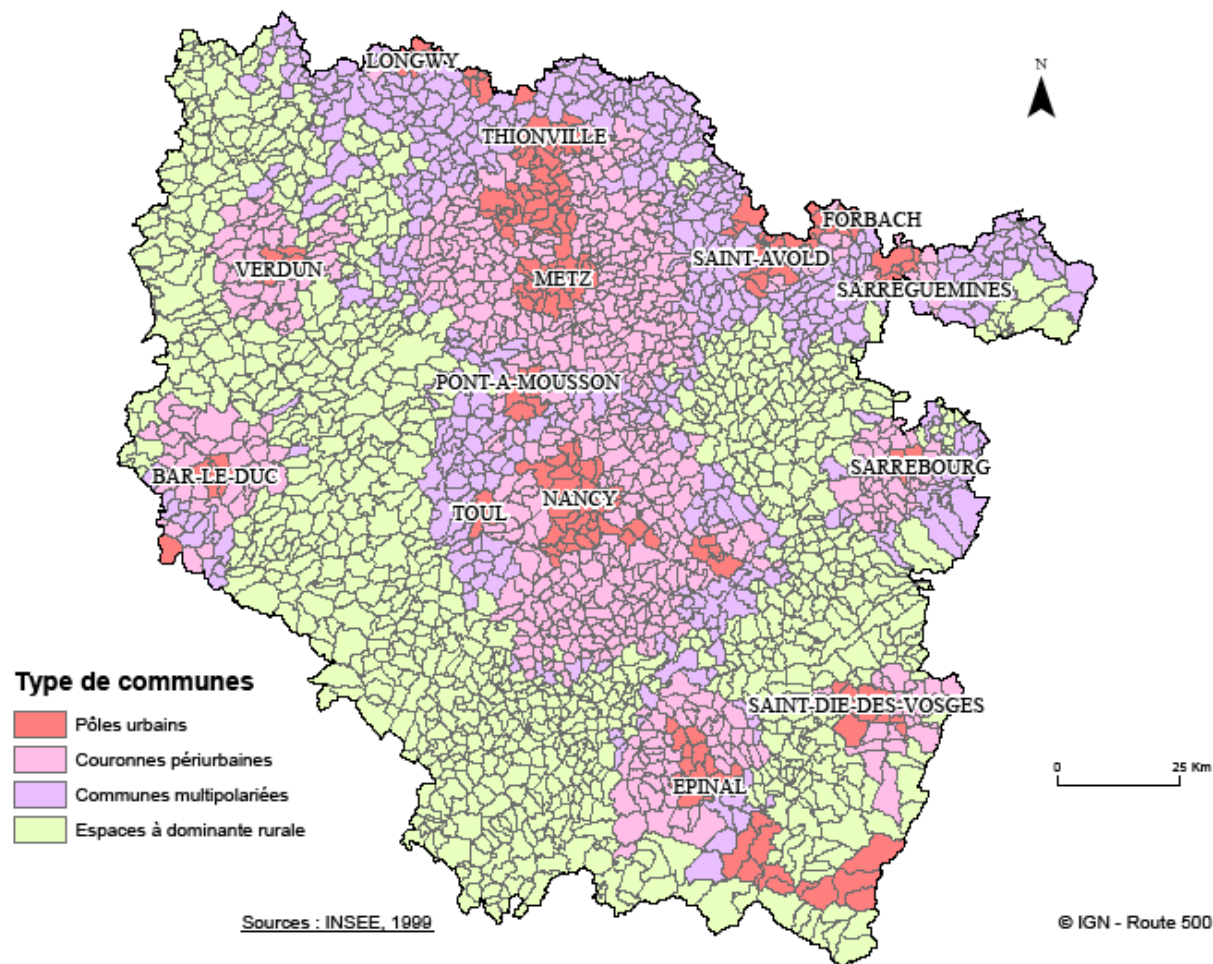 LONGWY
N
THIONVILLE
FORBACH
SAINT-AVOLD
VERDUN
METZ
SARREGUEMINES
PONT-A-MOUSSON
BAR-LE-DUC
SARREBOURG
NANCY
TOUL
Type de communes
Pôles urbains
SAINT-DIE-DES-VOSGES
Couronnes périurbaines
EPINAL
0 25 Km
Communes multipolariées
Espaces à dominante rurale
Sources : INSEE, 1999
© IGN - Route 500